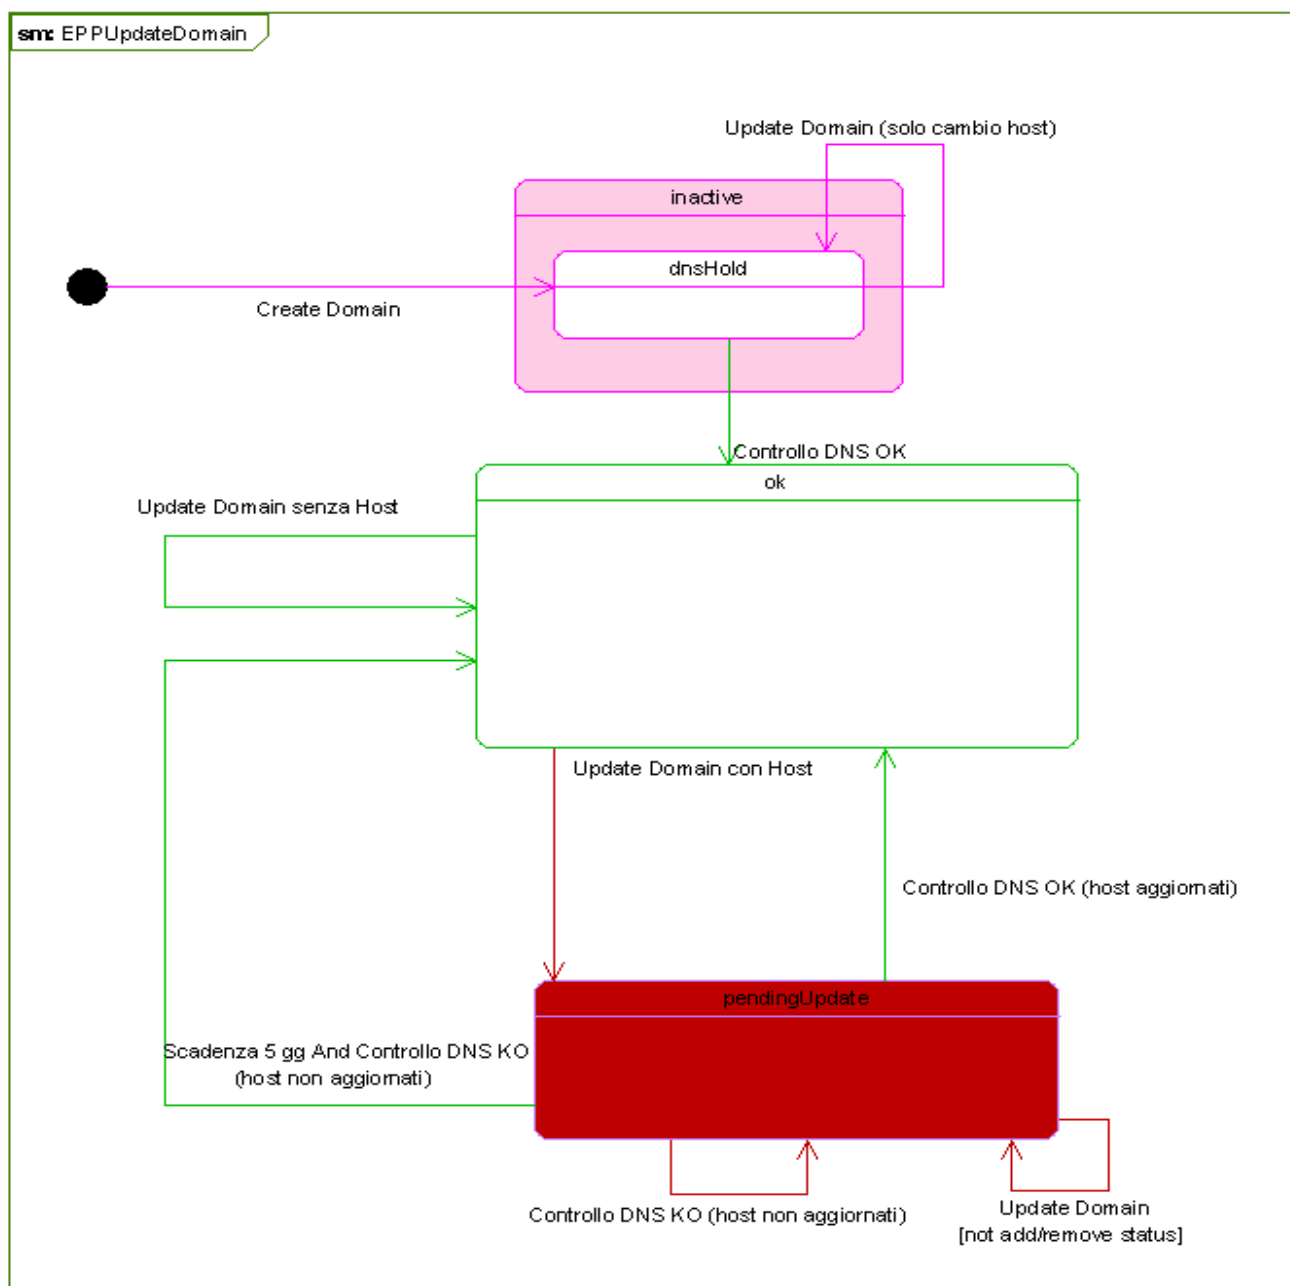 sm: EPPUpdateDomain
Update Domain (solo cambio host)
inactive
dnsHold
Create Domain
Controllo DNS OK
ok
Update Domain senza Host
Update Domain con Host
Controllo DNS OK (host aggiornati)
pendingUpdate
Scadenza 5 gg And Controllo DNS KO
(host non aggiornati)
Controllo DNS KO (host non aggiornati)
Update Domain
[not add/remove status]